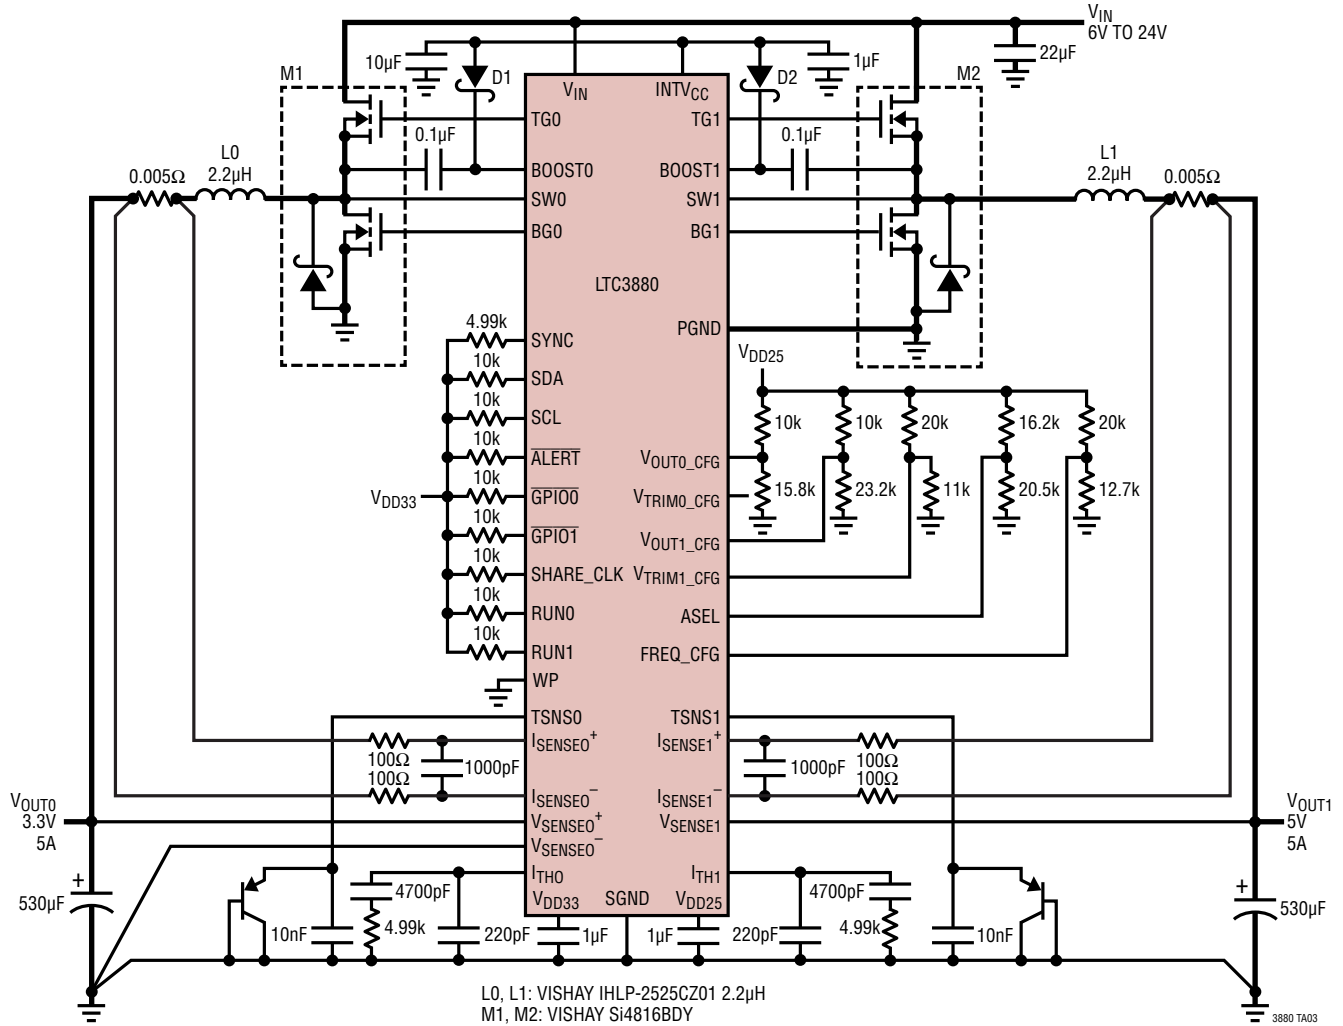 VIN
6V TO 24V
10µF
1µF
22µF
M1
D1
D2
M2
VIN
INTVCC
TG0
TG1
0.1µF
0.1µF
L0
2.2µH
L1
2.2µH
0.005Ω
0.005Ω
BOOST0
BOOST1
SW0
SW1
BG0
BG1
LTC3880
PGND
4.99k
SYNC
10k
SDA
10k
SCL
10k
ALERT
10k
GPIO0
10k
GPIO1
10k
SHARE_CLK
10k
RUN0
10k
RUN1
WP
VDD33
VDD25
10k
10k
20k
16.2k
20k
15.8k
23.2k
11k
20.5k
12.7k
VOUT0_CFG
VTRIM0_CFG
VOUT1_CFG
VTRIM1_CFG
ASEL
FREQ_CFG
TSNS0
TSNS1
ISENSE0+
ISENSE1+
100Ω
100Ω
1000pF
1000pF
100Ω
100Ω
ISENSE0–
ISENSE1–
VOUT0
3.3V
5A
VSENSE0+
VSENSE1
VOUT1
5V
5A
VSENSE0–
ITH0
ITH1
4700pF
4700pF
VDD33
SGND
VDD25
+
530µF
+
530µF
10nF
4.99k
220pF
1µF
1µF
220pF
4.99k
10nF
L0, L1: VISHAY IHLP-2525CZ01 2.2µH
M1, M2: VISHAY Si4816BDY
3880 TA03